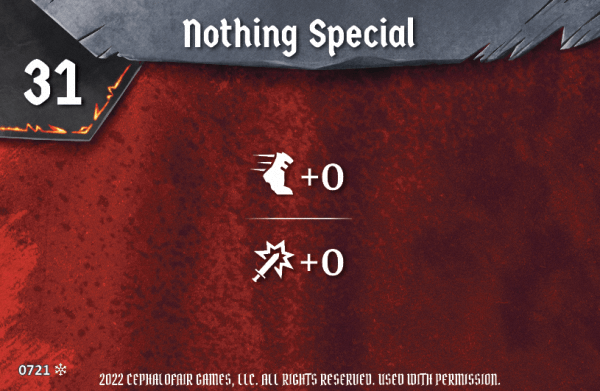 Nothing Special
31
+0
+0
0721
2022 CEPHALOFAIR GAMES, LLC. ALL RIGHTS RESERVED. USED WITH PERMISSION.